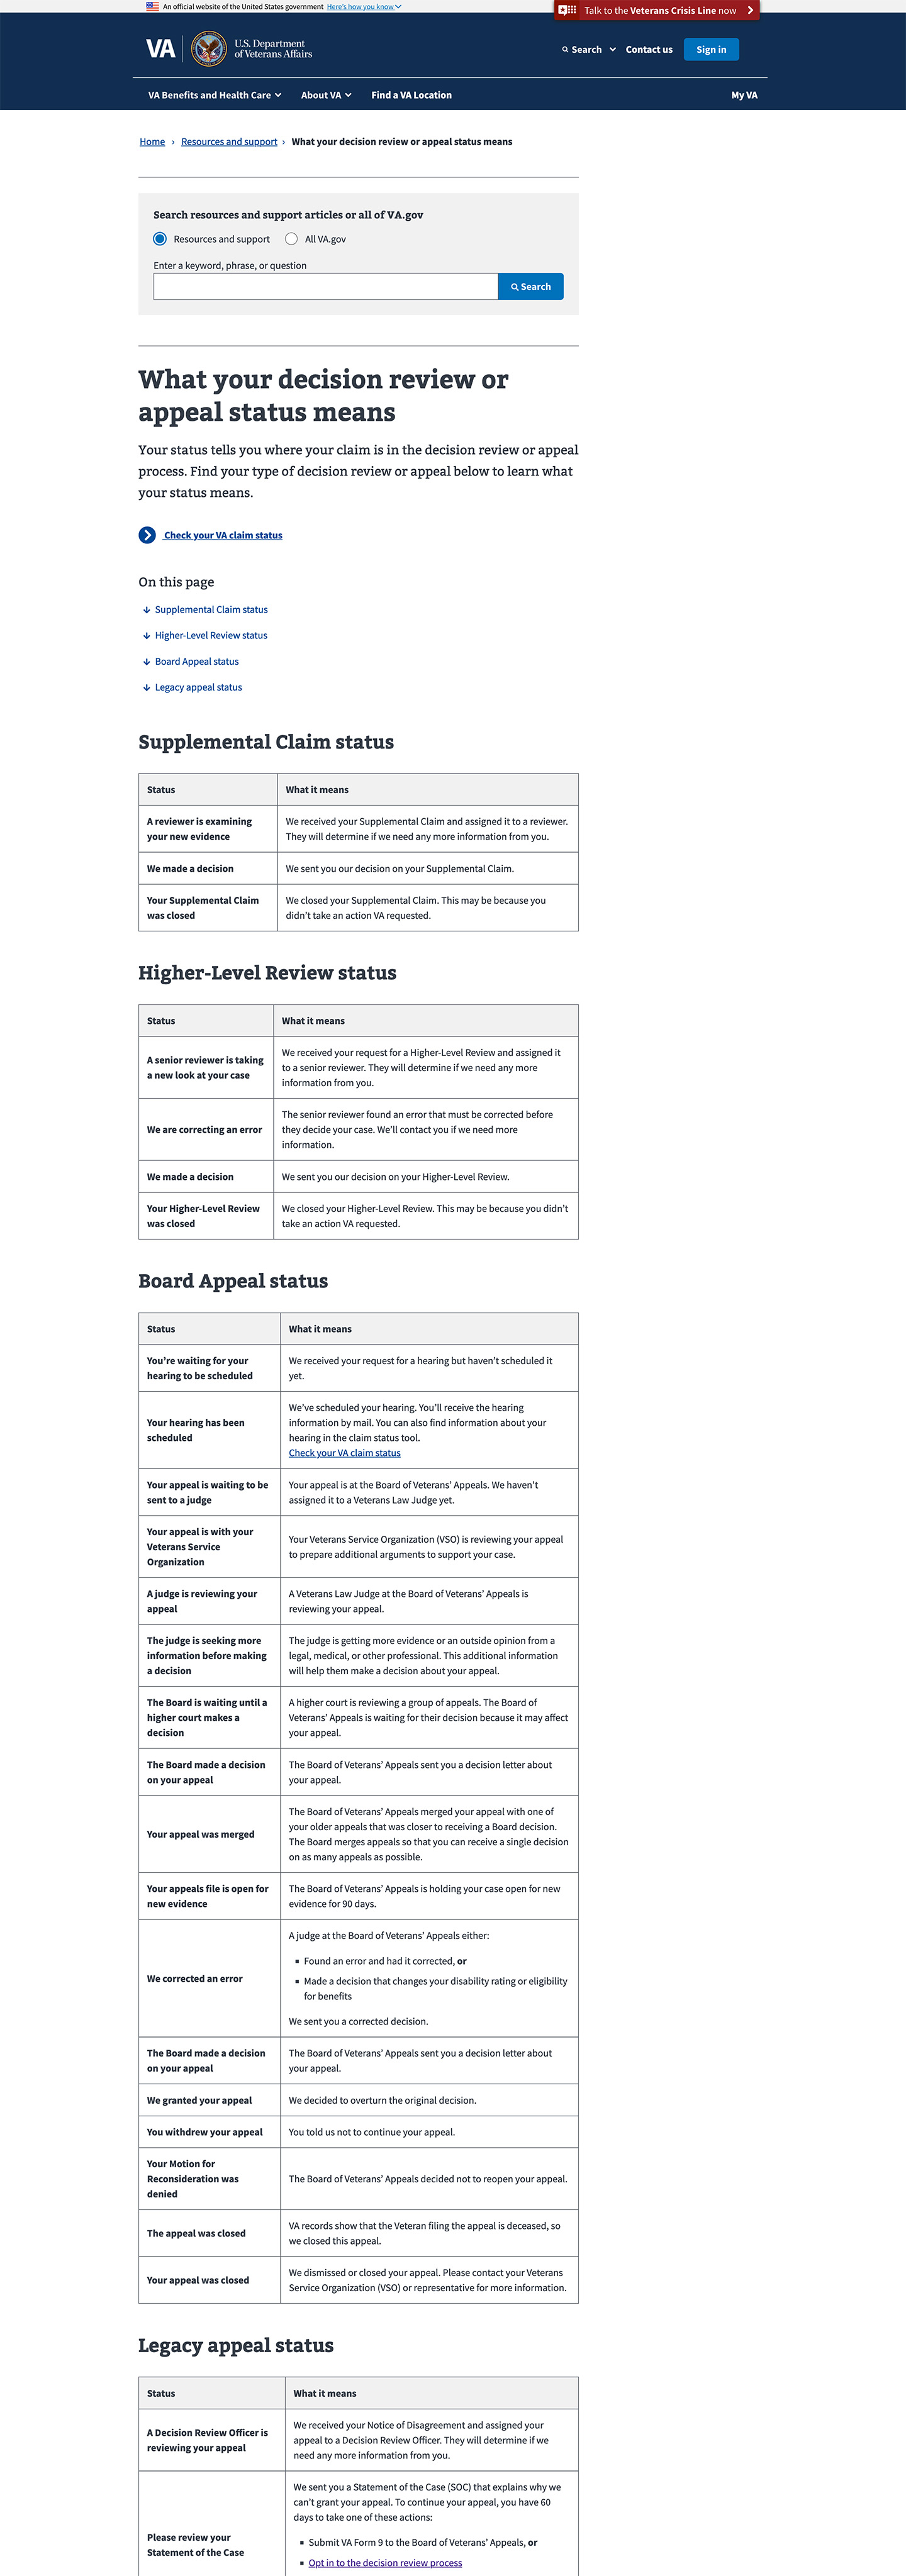 An official website of the United States government Here's how you know
Talk to the Veterans Crisis Line now
VA
U.S. Department
of Veterans Affairs
Search
Contact us
Sign in
VA Benefits and Health Care
About VA
Find a VA Location
My VA
Home › Resources and support › What your decision review or appeal status means
Search resources and support articles or all of VA.gov
Resources and support
All VA.gov
Enter a keyword, phrase, or question
Search
What your decision review or
appeal status means
Your status tells you where your claim is in the decision review or appeal
process. Find your type of decision review or appeal below to learn what
your status means.
Check your VA claim status
On this page
Supplemental Claim status
Higher-Level Review status
Board Appeal status
Legacy appeal status
Supplemental Claim status
Status
What it means
A reviewer is examining
your new evidence
We received your Supplemental Claim and assigned it to a reviewer.
They will determine if we need any more information from you.
We made a decision
We sent you our decision on your Supplemental Claim.
Your Supplemental Claim
was closed
We closed your Supplemental Claim. This may be because you
didn't take an action VA requested.
Higher-Level Review status
Status
What it means
A senior reviewer is taking
a new look at your case
We received your request for a Higher-Level Review and assigned it
to a senior reviewer. They will determine if we need any more
information from you.
We are correcting an error
The senior reviewer found an error that must be corrected before
they decide your case. We'll contact you if we need more
information.
We made a decision
We sent you our decision on your Higher-Level Review.
Your Higher-Level Review
was closed
We closed your Higher-Level Review. This may be because you didn't
take an action VA requested.
Board Appeal status
Status
What it means
You're waiting for your
hearing to be scheduled
We received your request for a hearing but haven't scheduled it
yet.
Your hearing has been
scheduled
We've scheduled your hearing. You'll receive the hearing
information by mail. You can also find information about your
hearing in the claim status tool.
Check your VA claim status
Your appeal is waiting to be
sent to a judge
Your appeal is at the Board of Veterans' Appeals. We haven't
assigned it to a Veterans Law Judge yet.
Your appeal is with your
Veterans Service
Organization
Your Veterans Service Organization (VSO) is reviewing your appeal
to prepare additional arguments to support your case.
A judge is reviewing your
appeal
A Veterans Law Judge at the Board of Veterans' Appeals is
reviewing your appeal.
The judge is seeking more
information before making
a decision
The judge is getting more evidence or an outside opinion from a
legal, medical, or other professional. This additional information
will help them make a decision about your appeal.
The Board is waiting until a
higher court makes a
decision
A higher court is reviewing a group of appeals. The Board of
Veterans' Appeals is waiting for their decision because it may affect
your appeal.
The Board made a decision
on your appeal
The Board of Veterans' Appeals sent you a decision letter about
your appeal.
Your appeal was merged
The Board of Veterans' Appeals merged your appeal with one of
your older appeals that was closer to receiving a Board decision.
The Board merges appeals so that you can receive a single decision
on as many appeals as possible.
Your appeals file is open for
new evidence
The Board of Veterans' Appeals is holding your case open for new
evidence for 90 days.
We corrected an error
A judge at the Board of Veterans' Appeals either:
▪ Found an error and had it corrected, or
▪ Made a decision that changes your disability rating or eligibility
for benefits
We sent you a corrected decision.
The Board made a decision
on your appeal
The Board of Veterans' Appeals sent you a decision letter about
your appeal.
We granted your appeal
We decided to overturn the original decision.
You withdrew your appeal
You told us not to continue your appeal.
Your Motion for
Reconsideration was
denied
The Board of Veterans' Appeals decided not to reopen your appeal.
The appeal was closed
VA records show that the Veteran filing the appeal is deceased, so
we closed this appeal.
Your appeal was closed
We dismissed or closed your appeal. Please contact your Veterans
Service Organization (VSO) or representative for more information.
Legacy appeal status
Status
What it means
A Decision Review Officer is
reviewing your appeal
We received your Notice of Disagreement and assigned your
appeal to a Decision Review Officer. They will determine if we
need any more information from you.
Please review your
Statement of the Case
We sent you a Statement of the Case (SOC) that explains why we
can't grant your appeal. To continue your appeal, you have 60
days to take one of these actions:
▪ Submit VA Form 9 to the Board of Veterans' Appeals, or
▪ Opt in to the decision review process